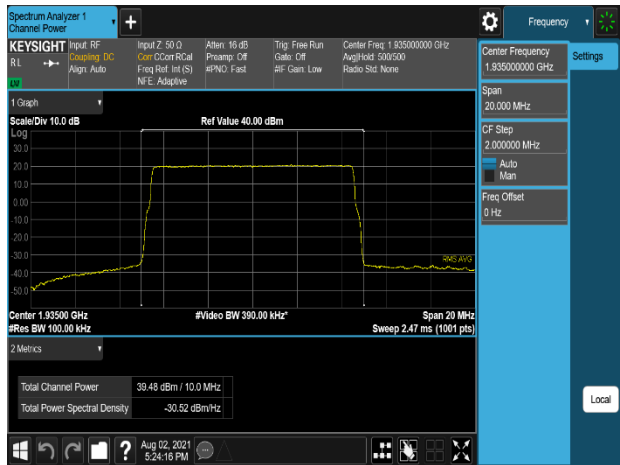 Spectrum Analyzer 1
Channel Power
+
Frequency
KEYSIGHT
RL
Input: RF
Coupling: DC
Align: Auto
Input Z: 50 Ω
Corr CCorr RCal
Freq Ref: Int (S)
NFE: Adaptive
Atten: 16 dB
Preamp: Off
#PNO: Fast
Trig: Free Run
Gate: Off
#IF Gain: Low
Center Freq: 1.935000000 GHz
Avg|Hold: 500/500
Radio Std: None
Center Frequency
1.935000000 GHz
Settings
Span
20.000 MHz
CF Step
2.000000 MHz
Auto
Man
Freq Offset
0 Hz
1 Graph
Scale/Div 10.0 dB
Ref Value 40.00 dBm
Log
30.0
20.0
10.0
0.00
-10.0
-20.0
-30.0
-40.0
-50.0
RMS AVG
Center 1.93500 GHz
#Video BW 390.00 kHz*
Span 20 MHz
#Res BW 100.00 kHz
Sweep 2.47 ms (1001 pts)
2 Metrics
Total Channel Power 39.48 dBm / 10.0 MHz
Total Power Spectral Density -30.52 dBm/Hz
Local
?
Aug 02, 2021
5:24:16 PM